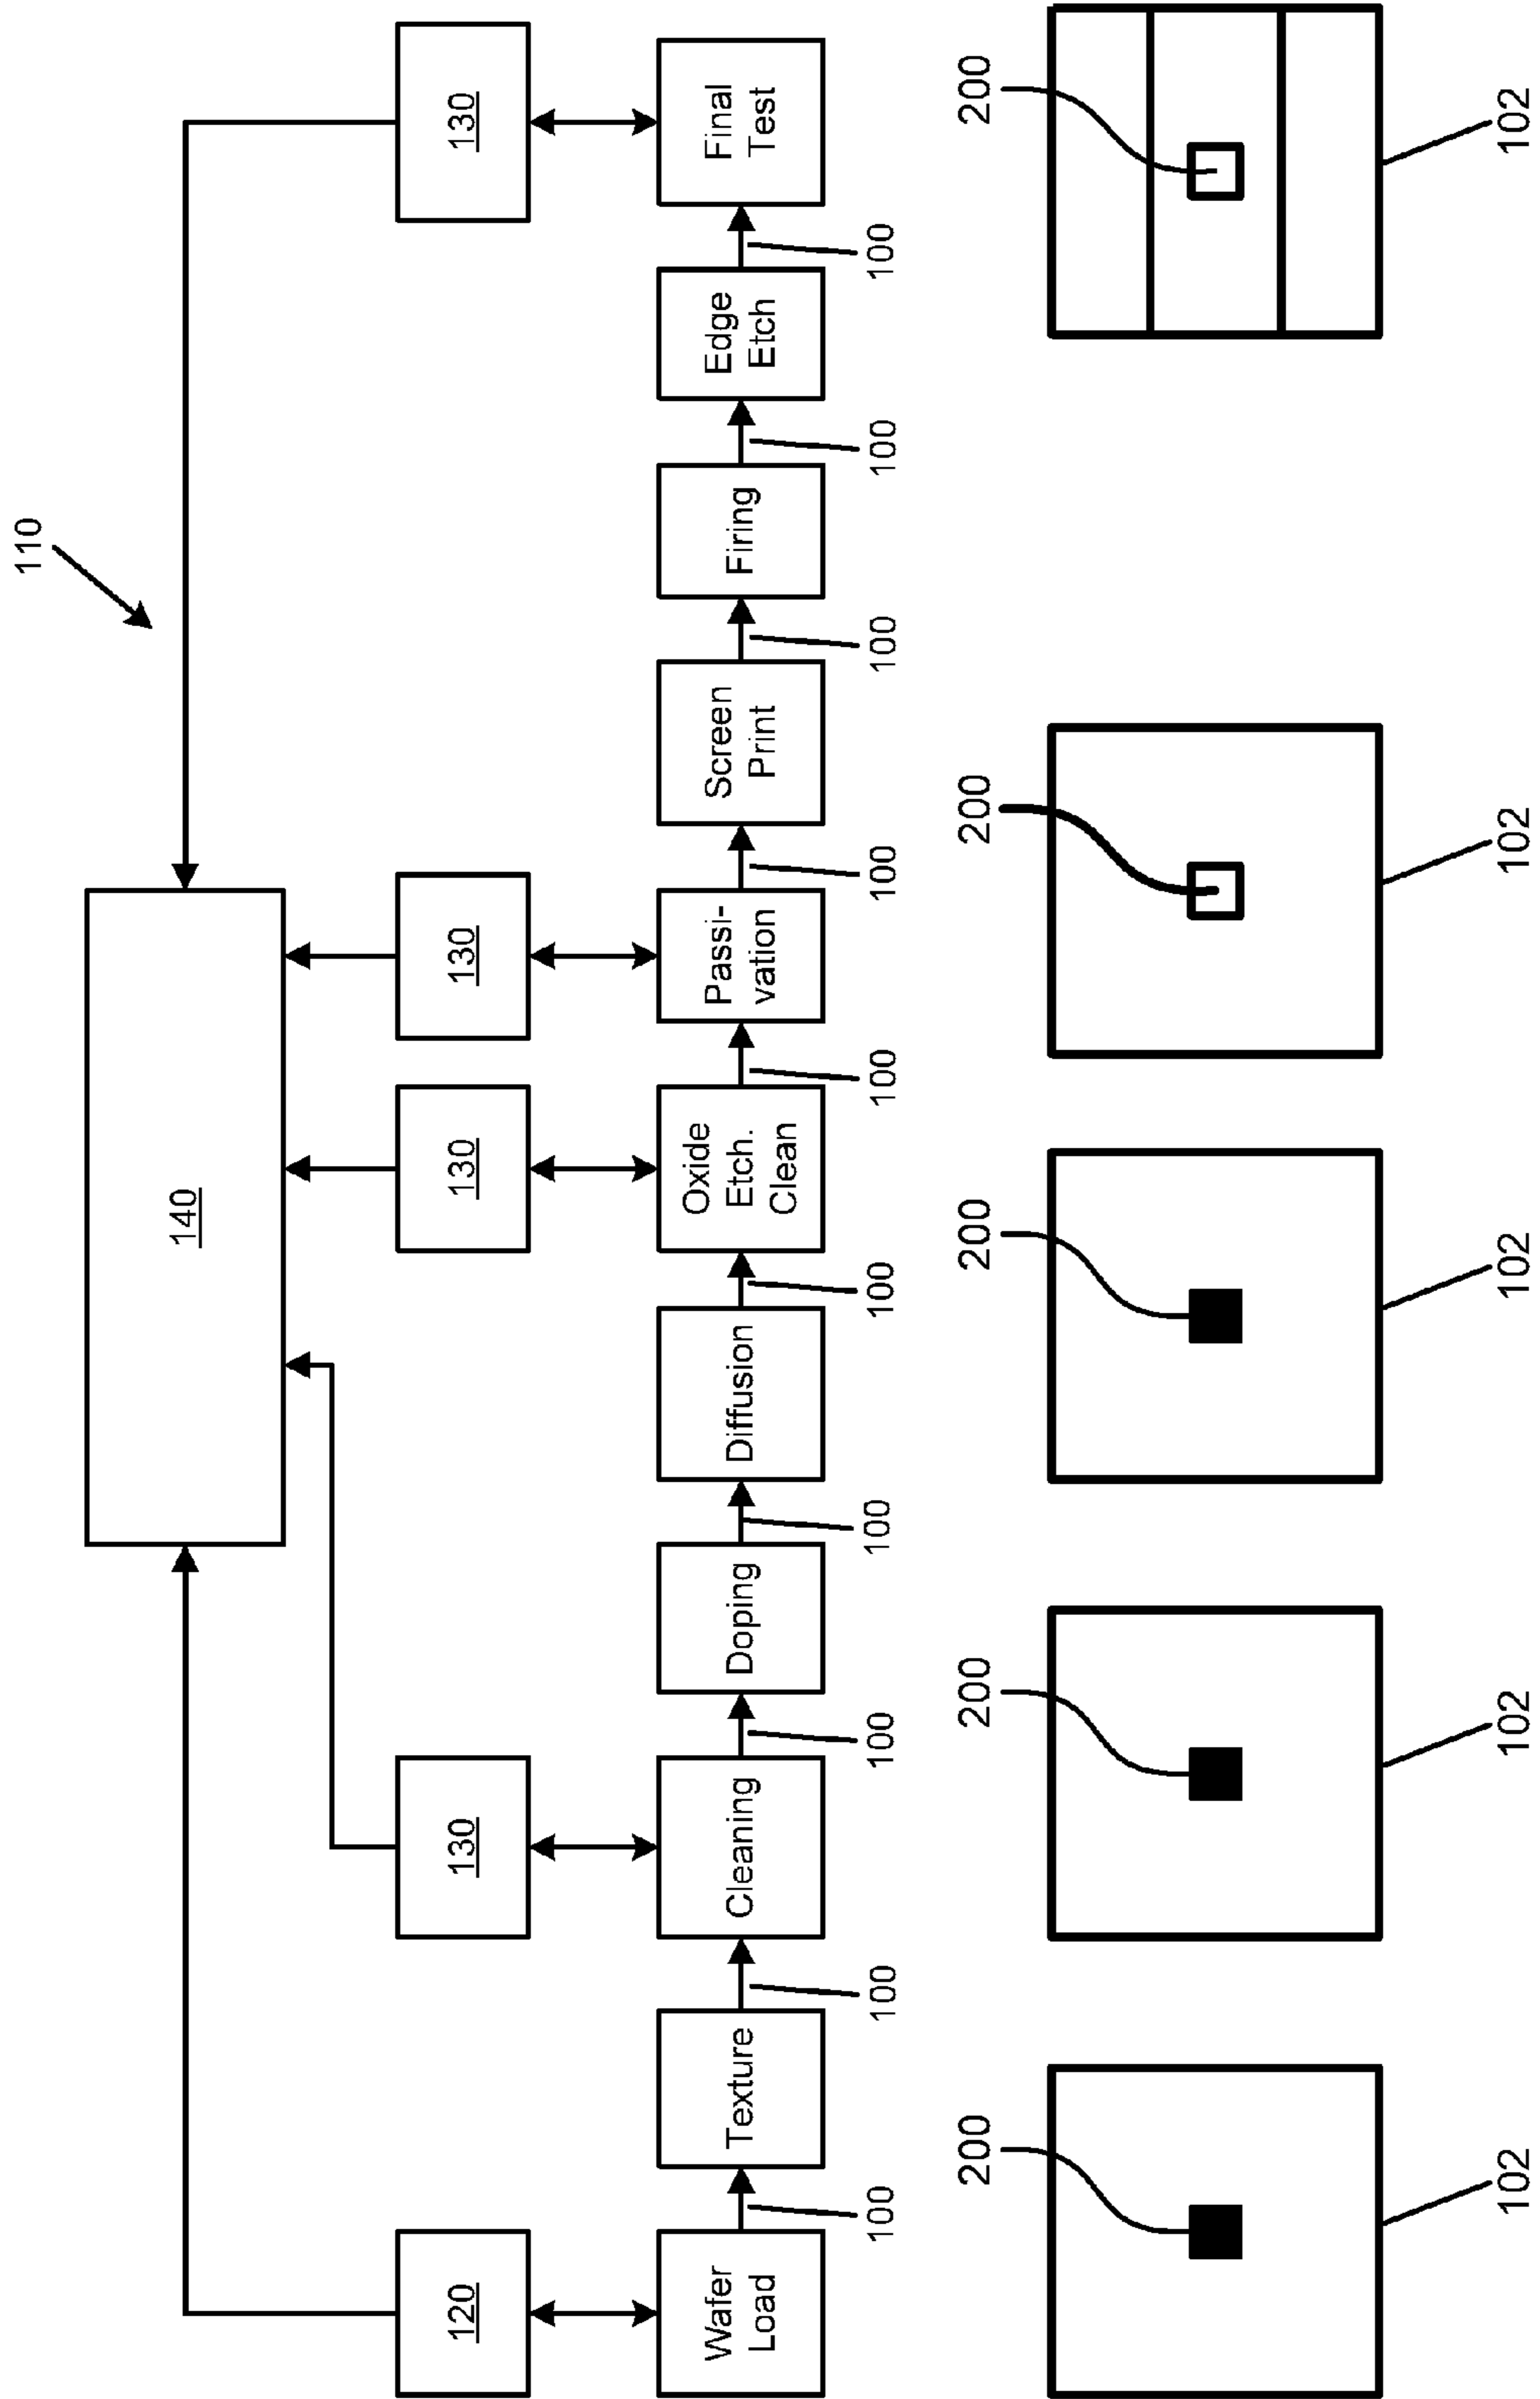 110
140
120
130
130
130
130
Wafer
Load
Texture
Cleaning
Doping
Diffusion
Oxide
Etch.
Clean
Passi-
vation
Screen
Print
Firing
Edge
Etch
Final
Test
100
100
100
100
100
100
100
100
100
100
200
200
200
200
200
102
102
102
102
102